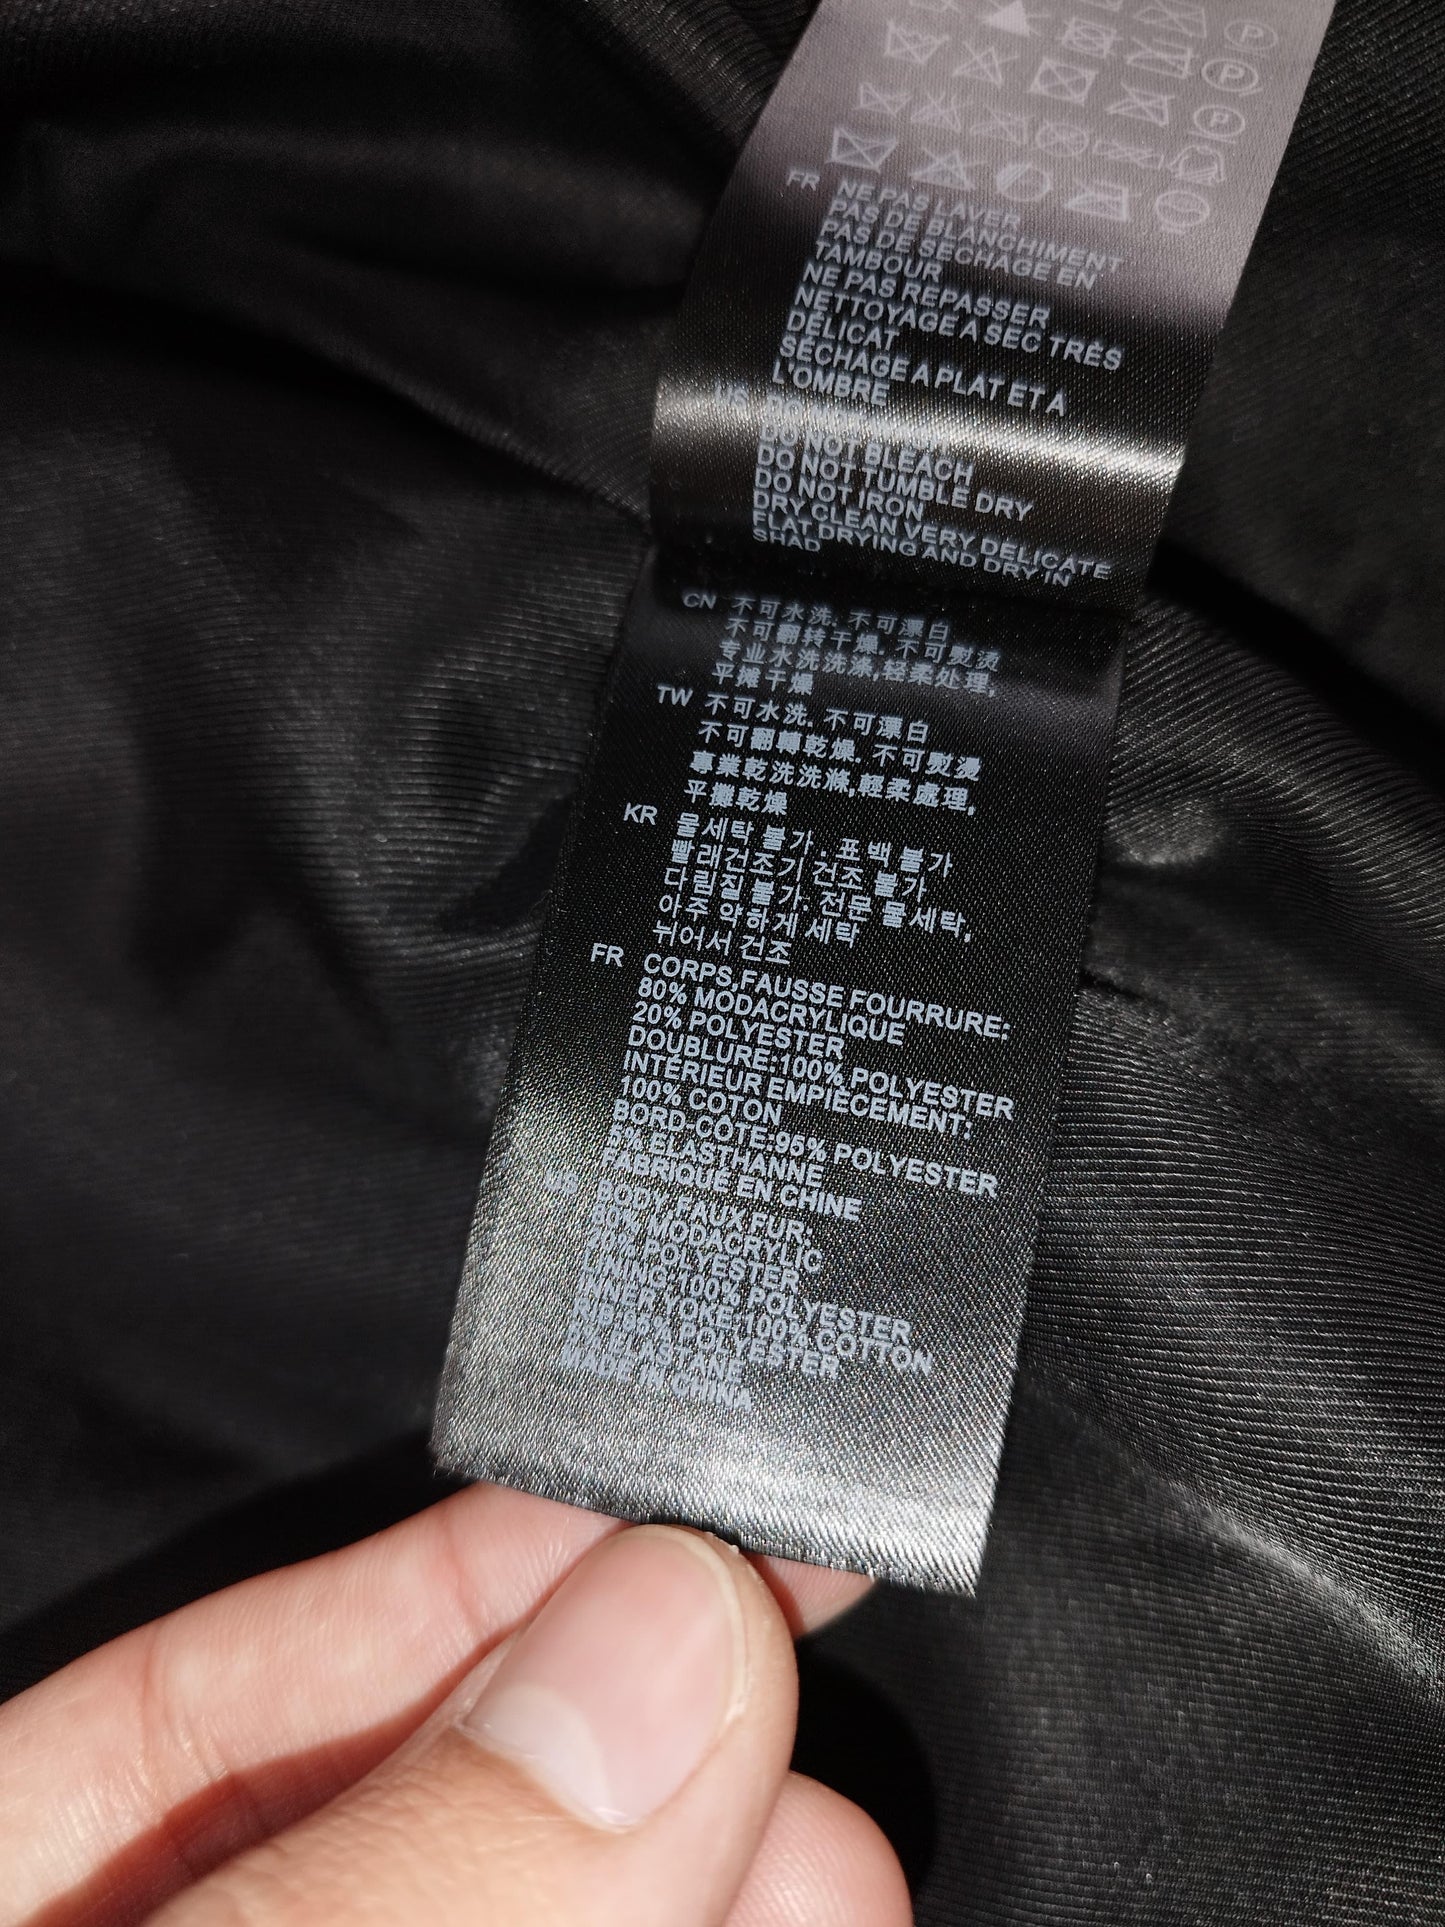 FR NE PAS LAVER
PAS DE BLANCHIMENT
PAS DE SECHAGE EN
TAMBOUR
NE PAS REPASSER
NETTOYAGE A SEC TRÈS
DÉLICAT
SÉCHAGE A PLAT ET A
L'OMBRE
US DO NOT
DO NOT BLEACH
DO NOT TUMBLE DRY
DO NOT IRON
DRY CLEAN VERY DELICATE
FLAT DRYING AND DRY IN
SHAD
CN 不可水洗. 不可漂白
不可翻转干燥. 不可熨烫
专业水洗洗涤,轻柔处理,
平摊干燥
TW 不可水洗. 不可漂白
不可翻轉乾燥. 不可熨燙
專業乾洗洗滌,輕柔處理,
平攤乾燥
KR 물세탁 불가. 표백 불가
빨래건조기 건조 불가
다림질 불가. 전문 물세탁,
아주 약하게 세탁
뉘어서 건조
FR CORPS,FAUSSE FOURRURE:
80% MODACRYLIQUE
20% POLYESTER
DOUBLURE:100% POLYESTER
INTÉRIEUR EMPIÈCEMENT:
100% COTON
BORD-COTE:95% POLYESTER
5% ELASTHANNE
FABRIQUE EN CHINE
US BODY,FAUX FUR:
80% MODACRYLIC
20% POLYESTER
LINING:100% POLYESTER
INNER YOKE:100% COTTON
RIB:95% POLYESTER
5% ELASTANE
MADE IN CHINA